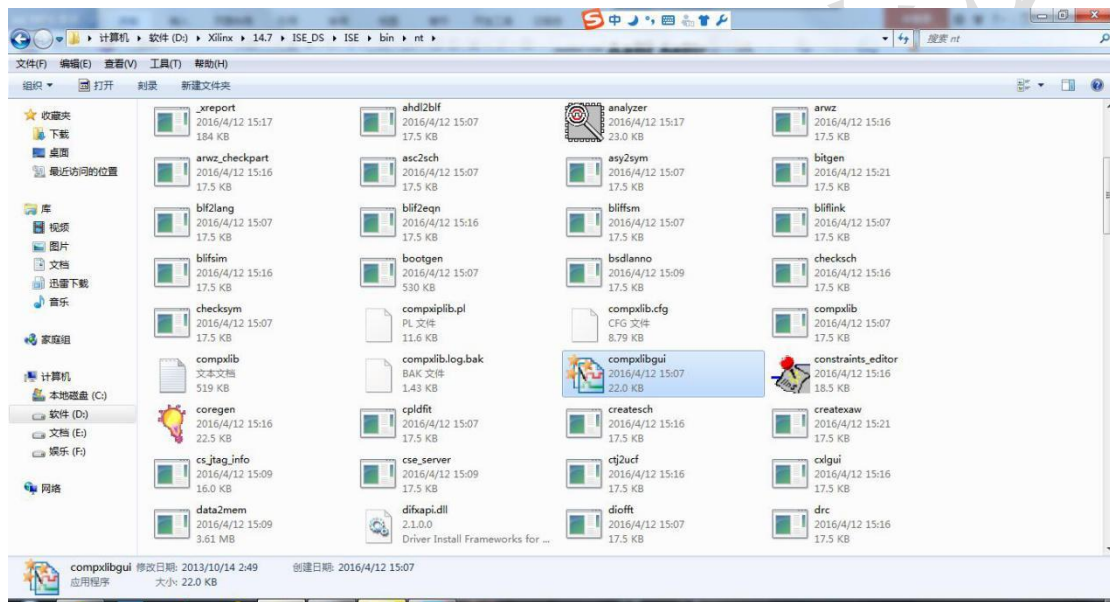 中
计算机 ▸ 软件 (D:) ▸ Xilinx ▸ 14.7 ▸ ISE_DS ▸ ISE ▸ bin ▸ nt ▸
搜索 nt
文件(F) 编辑(E) 查看(V) 工具(T) 帮助(H)
组织 打开 刻录 新建文件夹
收藏夹
下载
桌面
最近访问的位置
库
视频
图片
文档
迅雷下载
音乐
家庭组
计算机
本地磁盘 (C:)
软件 (D:)
文档 (E:)
娱乐 (F:)
网络
_xreport
2016/4/12 15:17
184 KB
ahdl2blf
2016/4/12 15:07
17.5 KB
analyzer
2016/4/12 15:17
23.0 KB
arwz
2016/4/12 15:16
17.5 KB
arwz_checkpart
2016/4/12 15:16
17.5 KB
asc2sch
2016/4/12 15:07
17.5 KB
asy2sym
2016/4/12 15:07
17.5 KB
bitgen
2016/4/12 15:21
17.5 KB
blf2lang
2016/4/12 15:07
17.5 KB
blif2eqn
2016/4/12 15:16
17.5 KB
bliffsm
2016/4/12 15:07
17.5 KB
bliflink
2016/4/12 15:07
17.5 KB
blifsim
2016/4/12 15:16
17.5 KB
bootgen
2016/4/12 15:07
530 KB
bsdlanno
2016/4/12 15:09
17.5 KB
checksch
2016/4/12 15:16
17.5 KB
checksym
2016/4/12 15:07
17.5 KB
compxiplib.pl
PL 文件
11.6 KB
compxlib.cfg
CFG 文件
8.79 KB
compxlib
2016/4/12 15:07
17.5 KB
compxlib
文本文档
519 KB
compxlib.log.bak
BAK 文件
1.43 KB
compxlibgui
2016/4/12 15:07
22.0 KB
constraints_editor
2016/4/12 15:16
18.5 KB
coregen
2016/4/12 15:16
22.5 KB
cpldfit
2016/4/12 15:07
17.5 KB
createsch
2016/4/12 15:16
17.5 KB
createxaw
2016/4/12 15:21
17.5 KB
cs_jtag_info
2016/4/12 15:09
16.0 KB
cse_server
2016/4/12 15:09
17.5 KB
ctj2ucf
2016/4/12 15:16
17.5 KB
cxlgui
2016/4/12 15:16
17.5 KB
data2mem
2016/4/12 15:09
3.61 MB
difxapi.dll
2.1.0.0
Driver Install Frameworks for ...
diofft
2016/4/12 15:07
17.5 KB
drc
2016/4/12 15:16
17.5 KB
compxlibgui 修改日期: 2013/10/14 2:49 创建日期: 2016/4/12 15:07
应用程序 大小: 22.0 KB